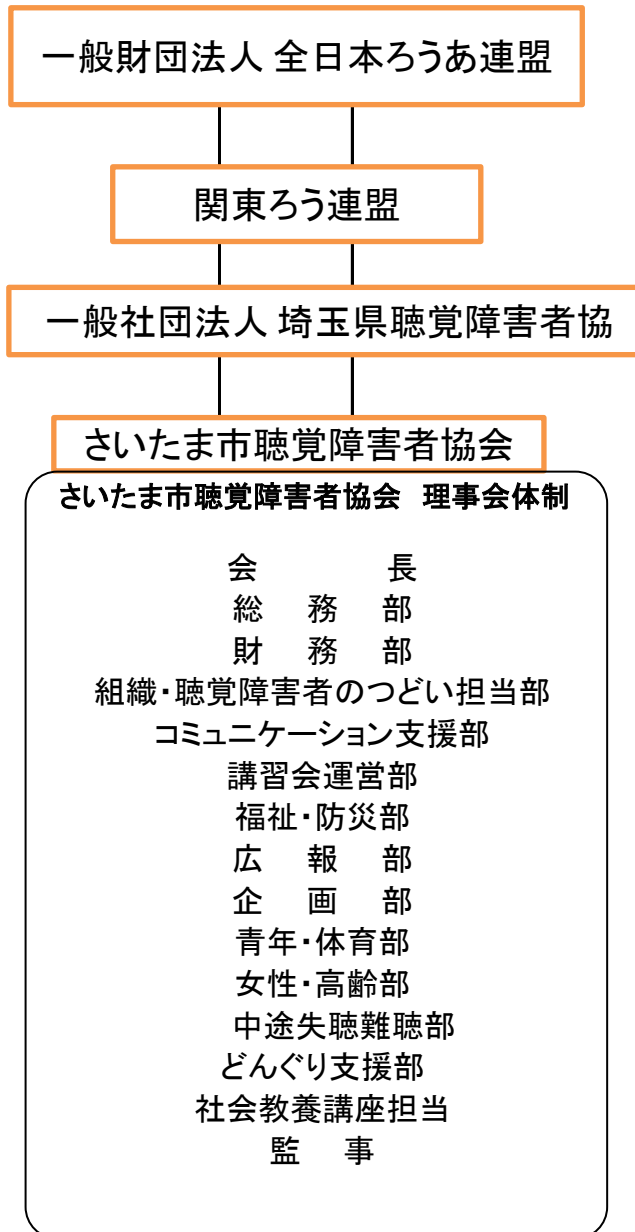 一般財団法人 全日本ろうあ連盟
関東ろう連盟
一般社団法人 埼玉県聴覚障害者協
さいたま市聴覚障害者協会
さいたま市聴覚障害者協会　理事会体制
会　　　　長
総　務　部
財　務　部
組織・聴覚障害者のつどい担当部
コミュニケーション支援部
講習会運営部
福祉・防災部
広　報　部
企　画　部
青年・体育部
女性・高齢部
中途失聴難聴部
どんぐり支援部
社会教養講座担当
監　事